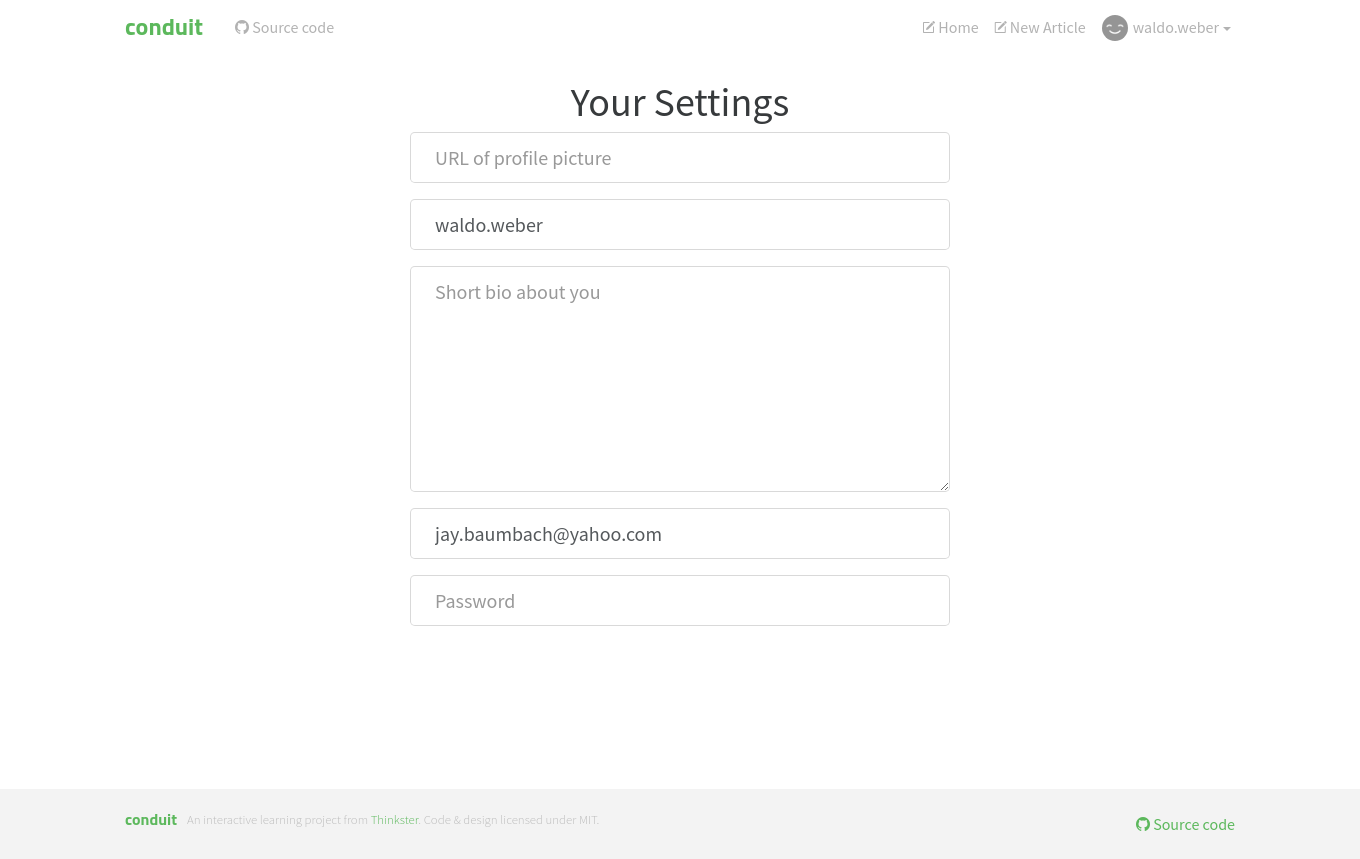 conduit
Source code
Home
New Article
waldo.weber
Your Settings
URL of profile picture
waldo.weber
Short bio about you
jay.baumbach@yahoo.com
Password
conduit
An interactive learning project from Thinkster. Code & design licensed under MIT.
Source code